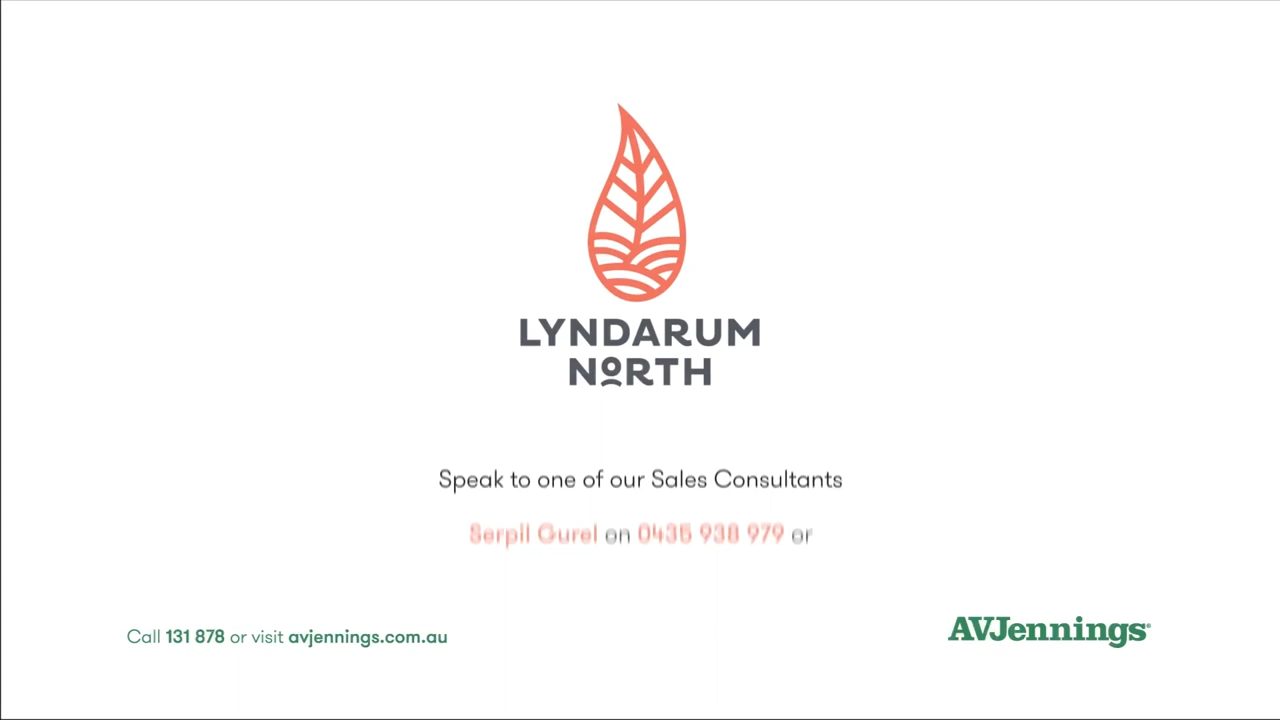 LYNDARUM
NORTH
Speak to one of our Sales Consultants
Serpil Gurel on 0435 938 979 or
Call 131 878 or visit avjennings.com.au
AVJennings®